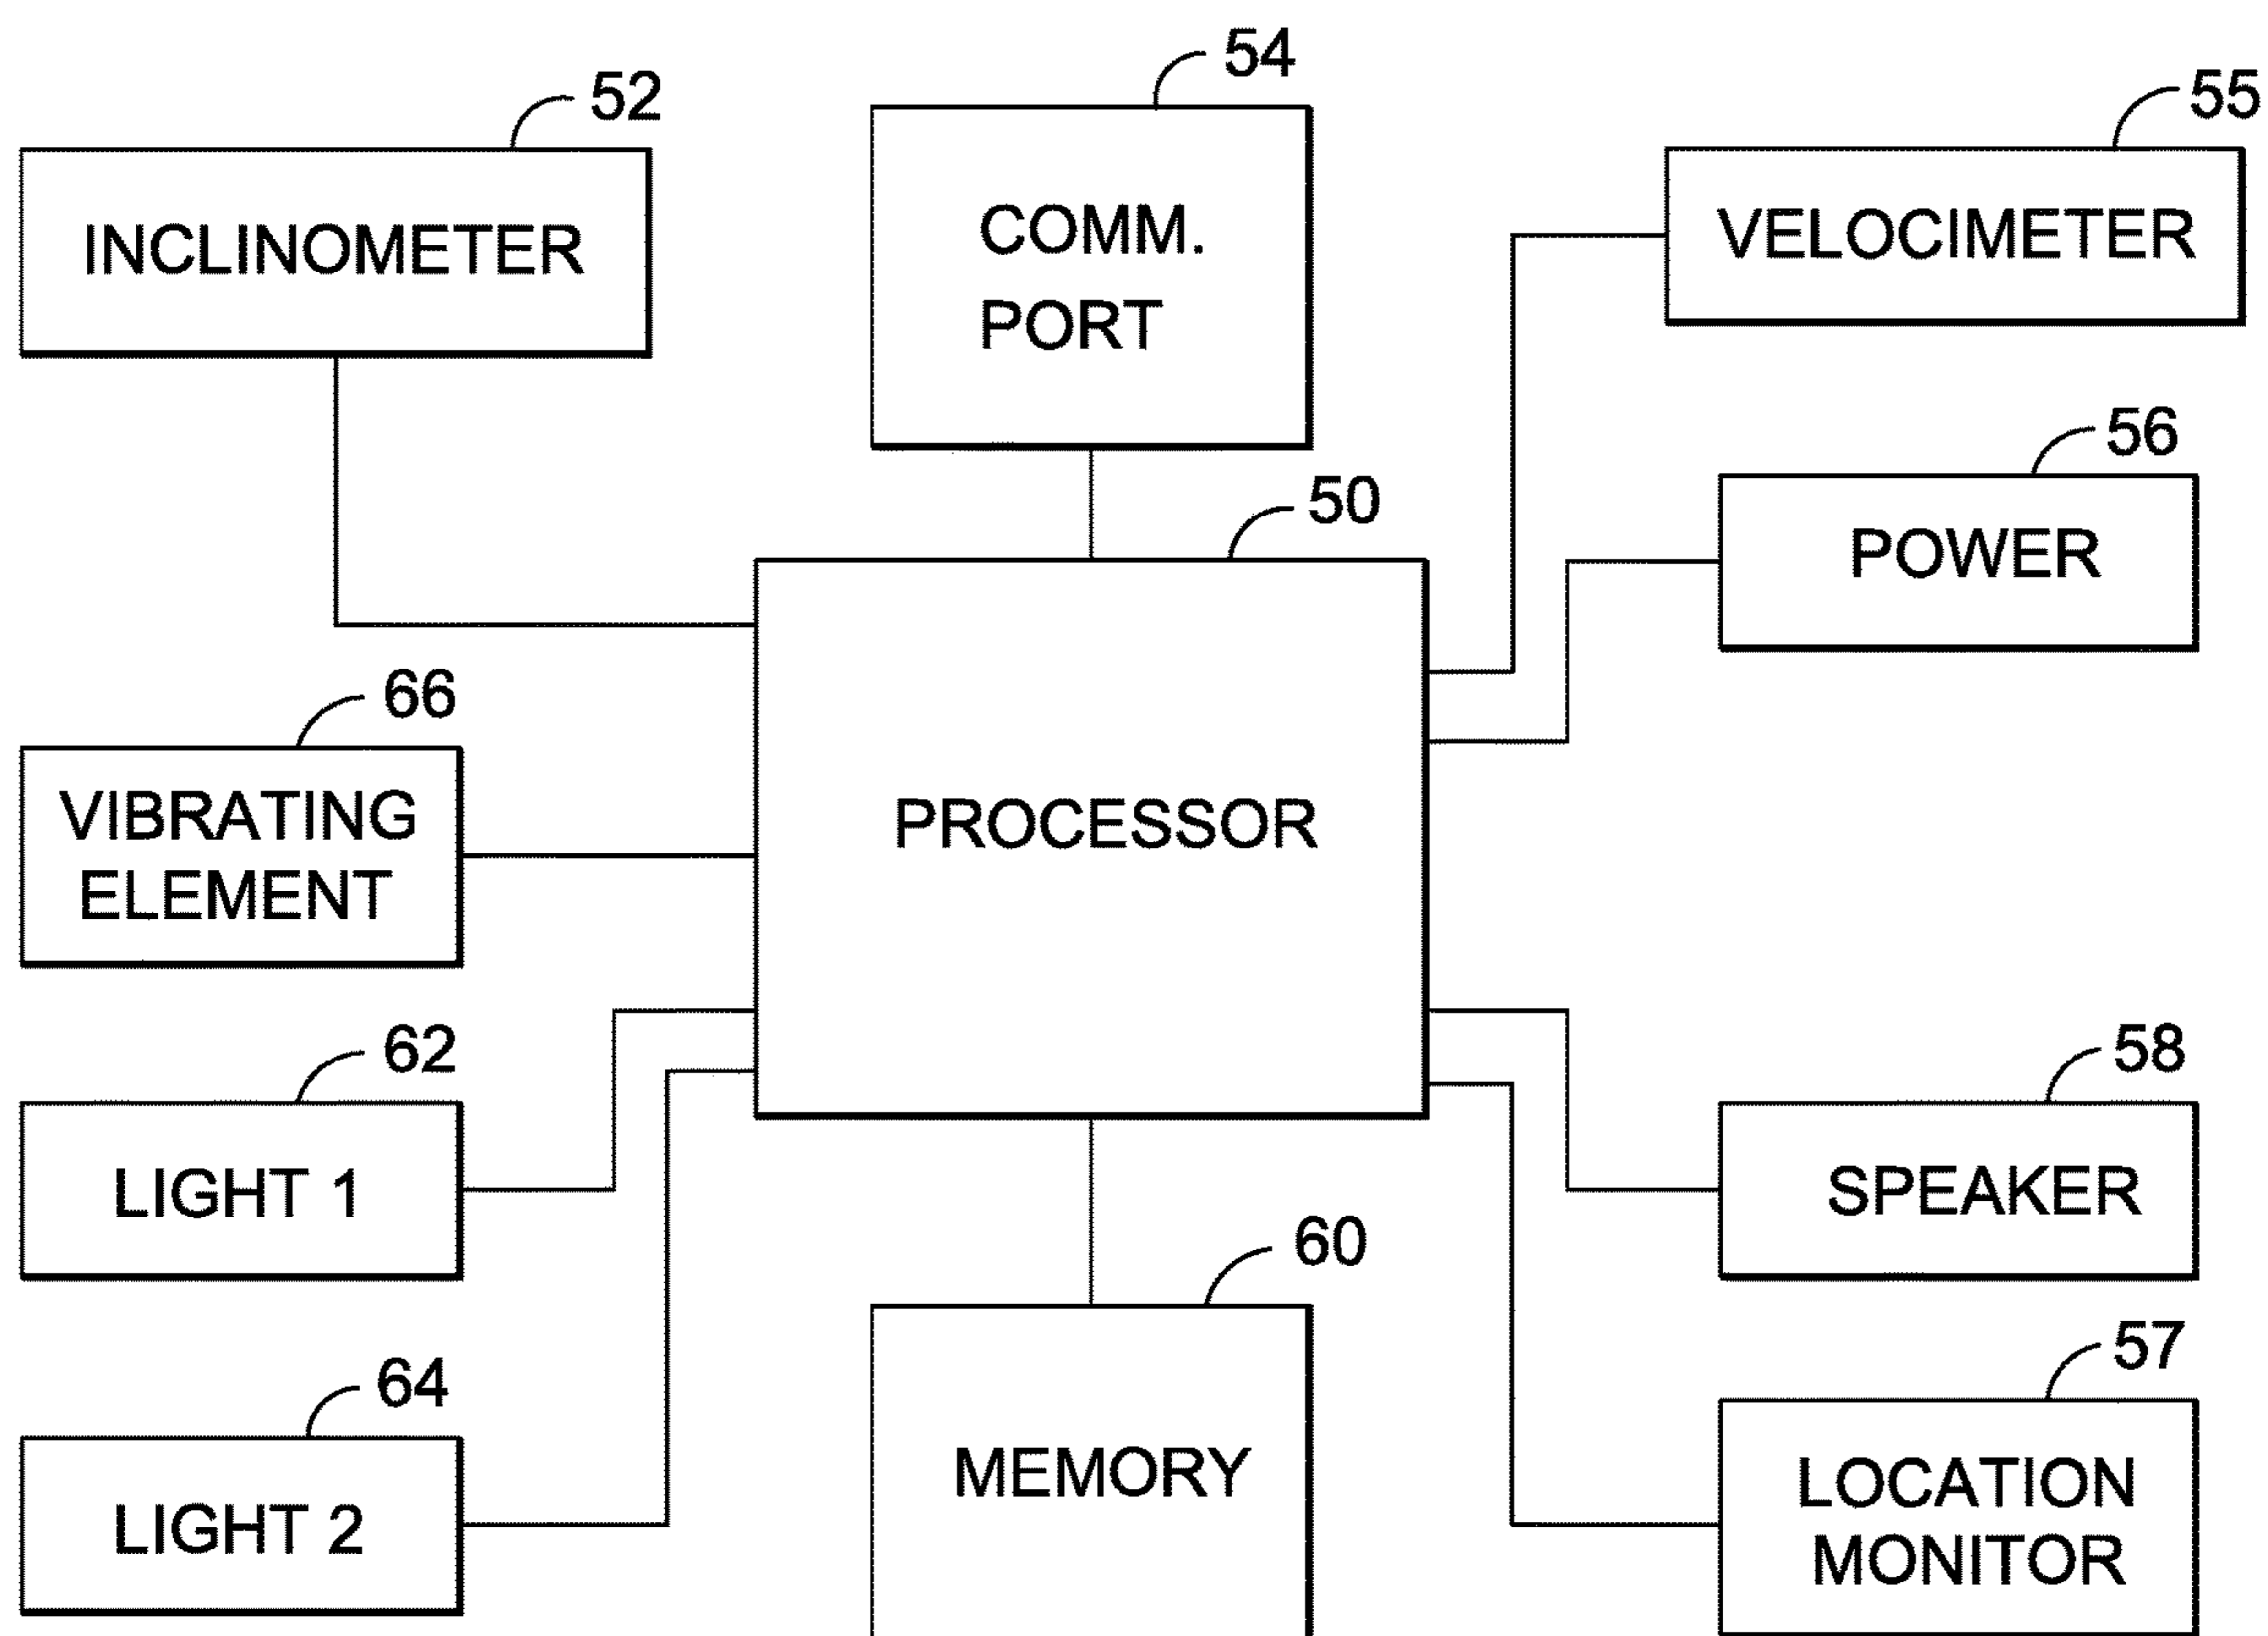 54
52
55
INCLINOMETER
COMM.
PORT
VELOCIMETER
56
50
POWER
66
VIBRATING
ELEMENT
PROCESSOR
62
58
LIGHT 1
SPEAKER
60
57
64
MEMORY
LIGHT 2
LOCATION
MONITOR